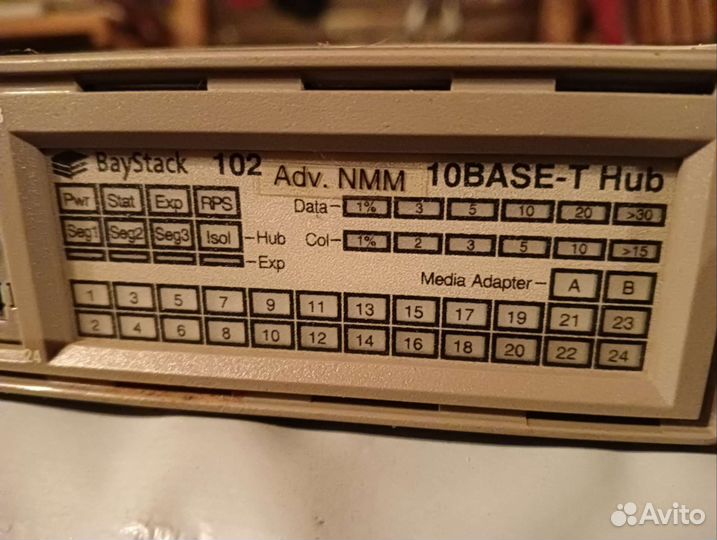 BayStack 102 Adv. NMM 10BASE-T Hub
Pwr Stat Exp RPS Data 1% 3 5 10 20 >30
Seg1 Seg2 Seg3 Isol Hub Col 1% 2 3 5 10 >15
Exp
Media Adapter A B
1 3 5 7 9 11 13 15 17 19 21 23
2 4 6 8 10 12 14 16 18 20 22 24
24
Avito